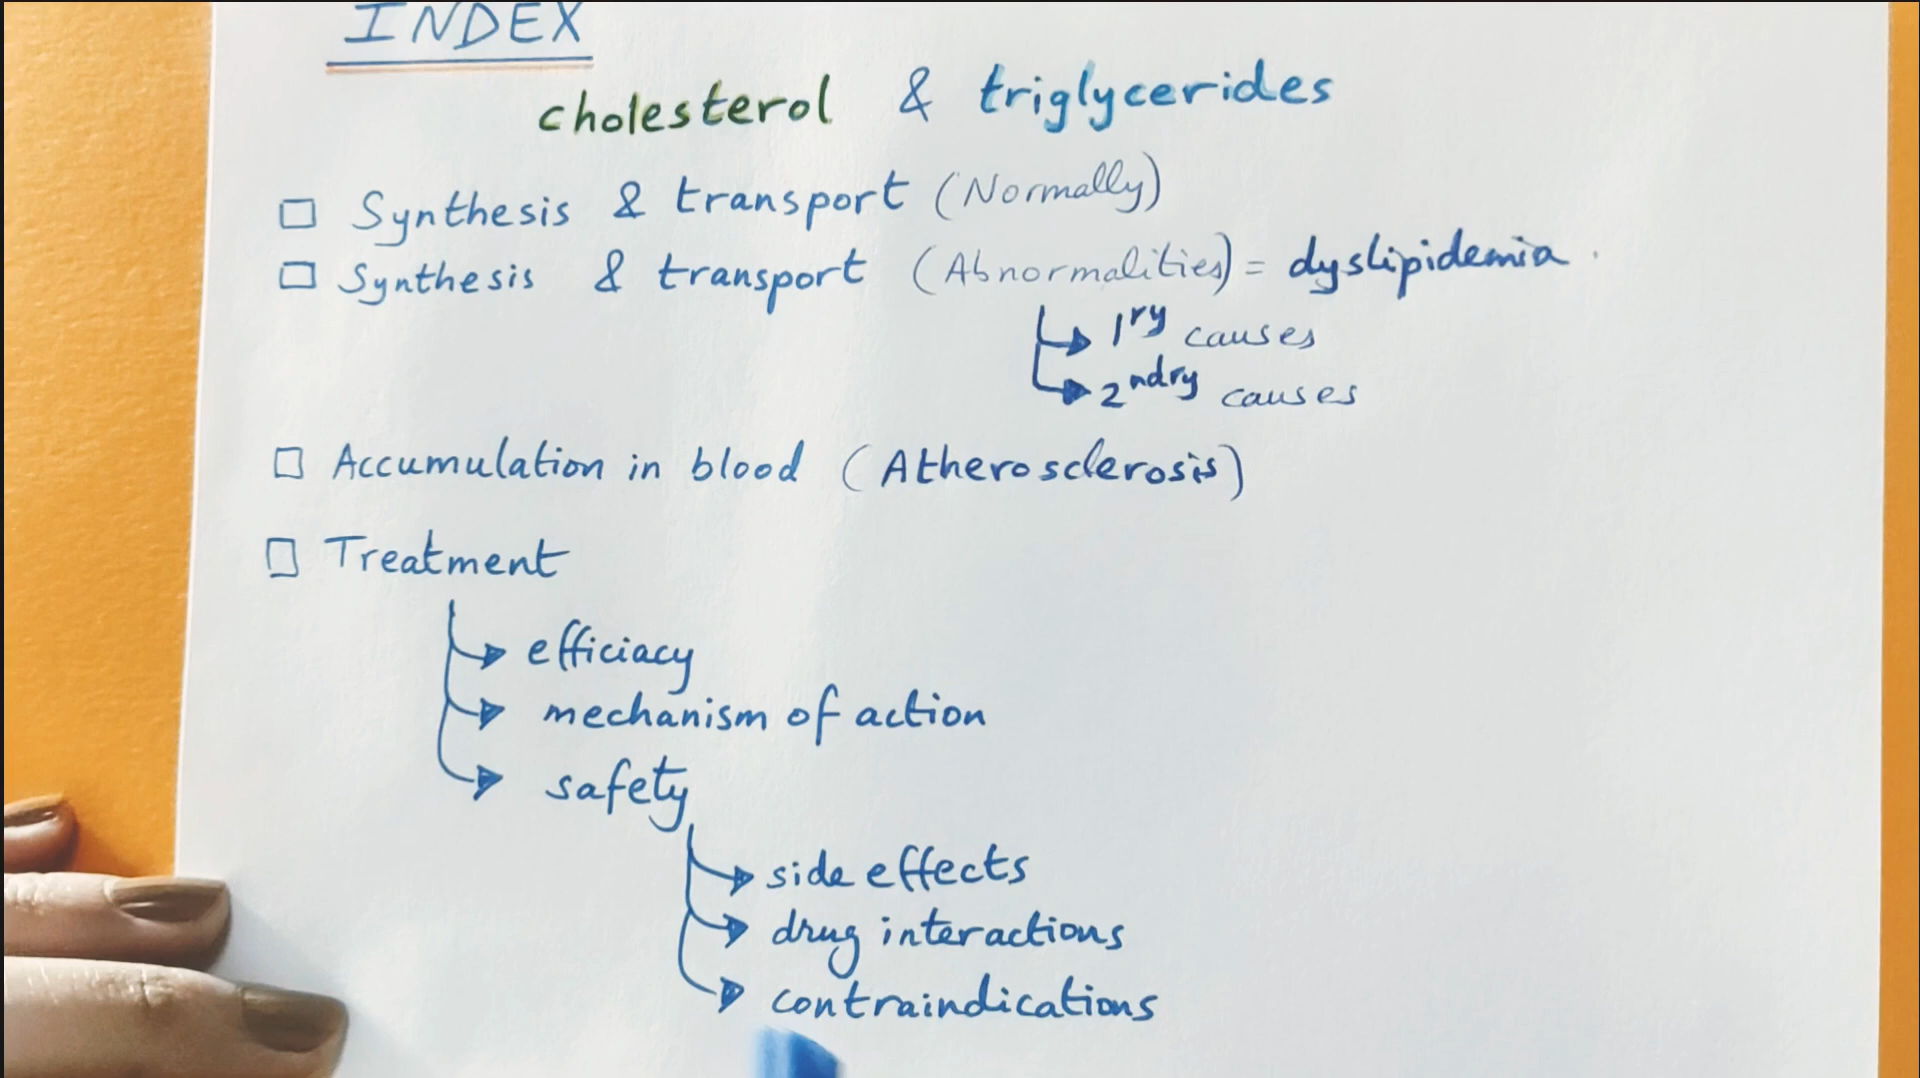 INDEX
cholesterol & triglycerides
□ Synthesis & transport (Normally)
□ Synthesis & transport (Abnormalities) = dyslipidemia.
1ry causes
2ndry causes
□ Accumulation in blood (Atherosclerosis)
□ Treatment
efficiacy
mechanism of action
safety
side effects
drug interactions
contraindications